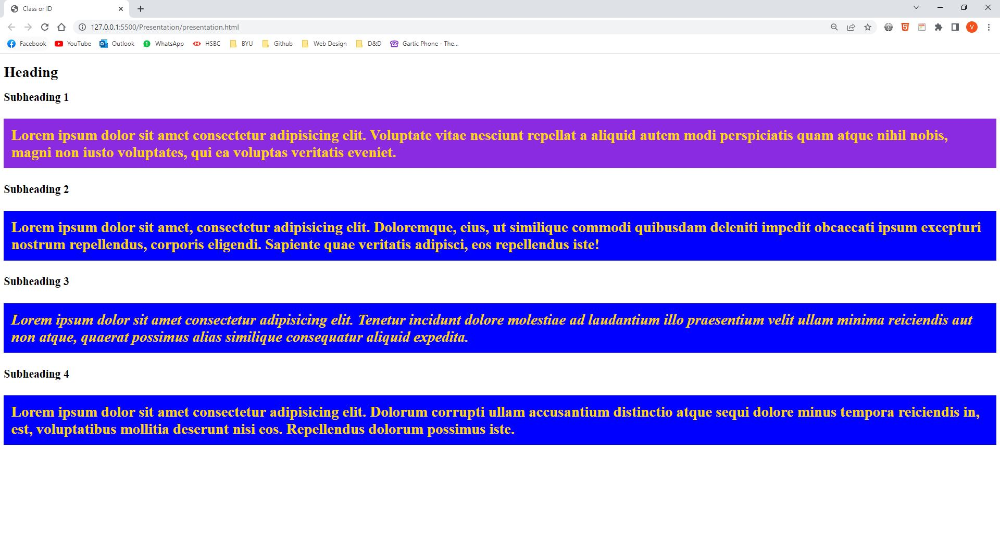 Class or ID
127.0.0.1:5500/Presentation/presentation.html
Facebook YouTube Outlook WhatsApp HSBC BYU Github Web Design D&D Gartic Phone - The...
Heading
Subheading 1
Lorem ipsum dolor sit amet consectetur adipisicing elit. Voluptate vitae nesciunt repellat a aliquid autem modi perspiciatis quam atque nihil nobis,
magni non iusto voluptates, qui ea voluptas veritatis eveniet.
Subheading 2
Lorem ipsum dolor sit amet, consectetur adipisicing elit. Doloremque, eius, ut similique commodi quibusdam deleniti impedit obcaecati ipsum excepturi
nostrum repellendus, corporis eligendi. Sapiente quae veritatis adipisci, eos repellendus iste!
Subheading 3
Lorem ipsum dolor sit amet consectetur adipisicing elit. Tenetur incidunt dolore molestiae ad laudantium illo praesentium velit ullam minima reiciendis aut
non atque, quaerat possimus alias similique consequatur aliquid expedita.
Subheading 4
Lorem ipsum dolor sit amet consectetur adipisicing elit. Dolorum corrupti ullam accusantium distinctio atque sequi dolore minus tempora reiciendis in,
est, voluptatibus mollitia deserunt nisi eos. Repellendus dolorum possimus iste.